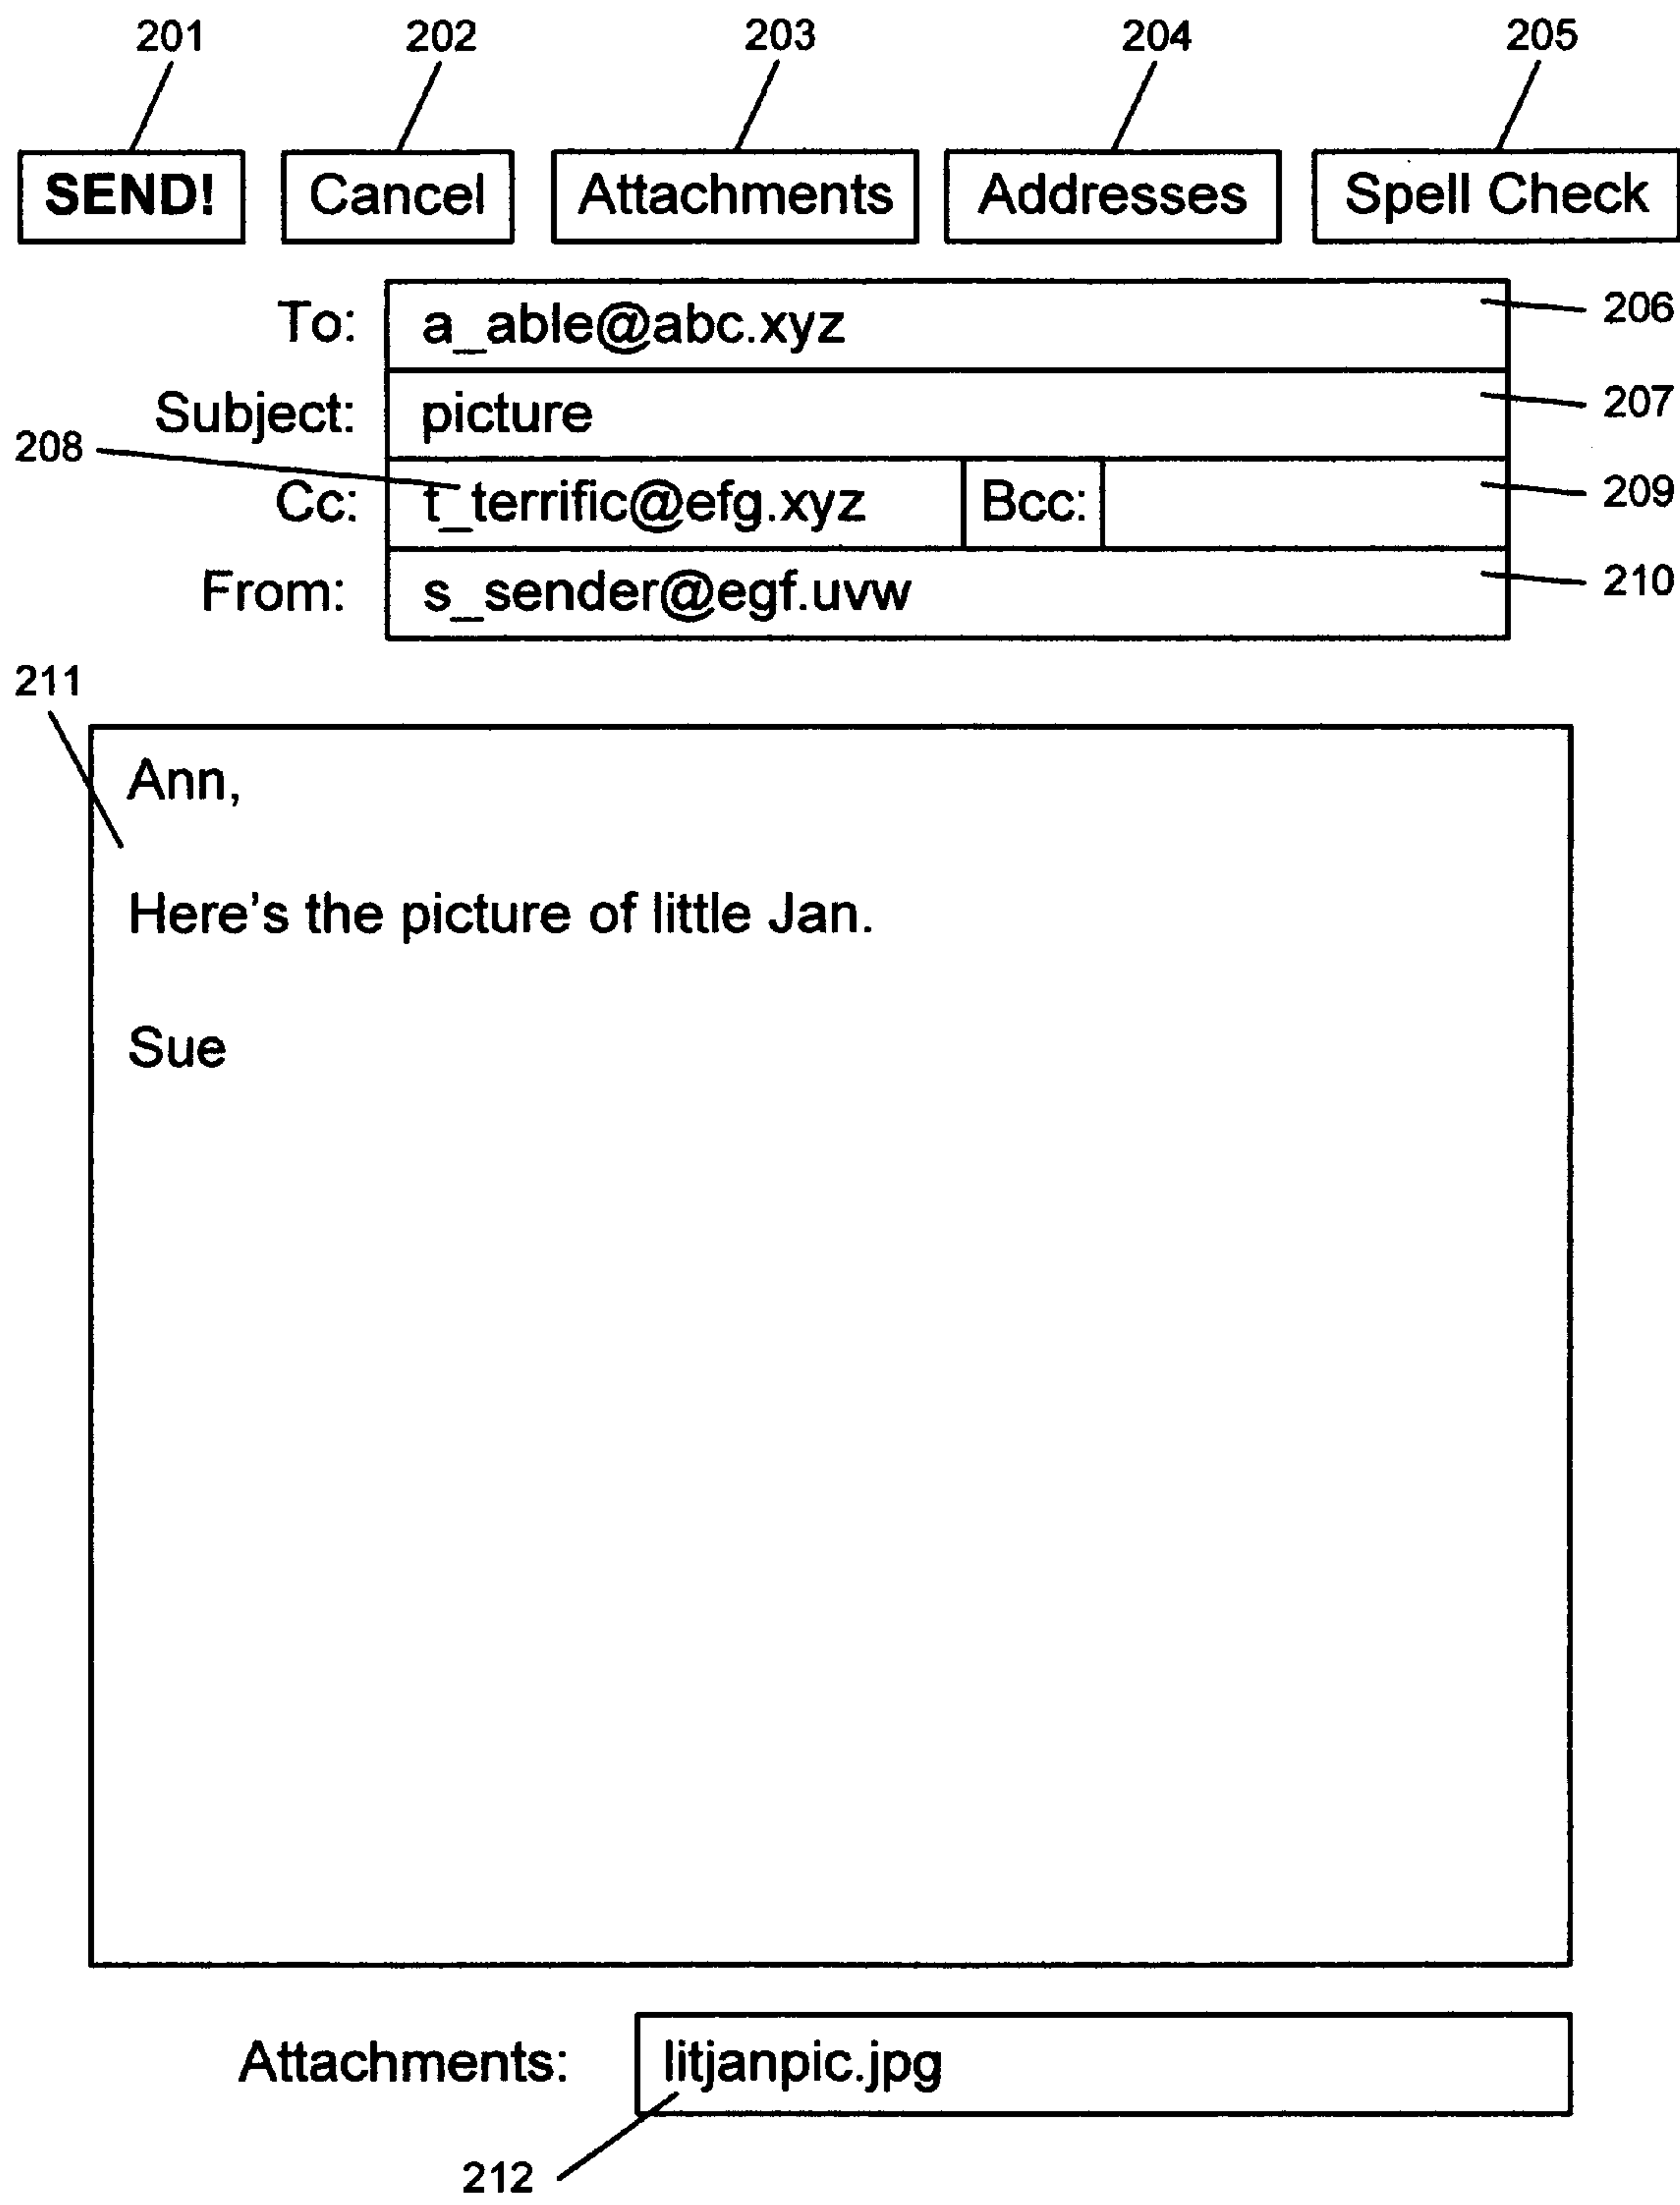 201 202 203 204 205
SEND! Cancel Attachments Addresses Spell Check
To: a_able@abc.xyz 206
Subject: picture 207
208
Cc: t_terrific@efg.xyz Bcc: 209
From: s_sender@egf.uvw 210
211
Ann,
Here's the picture of little Jan.
Sue
Attachments: litjanpic.jpg
212